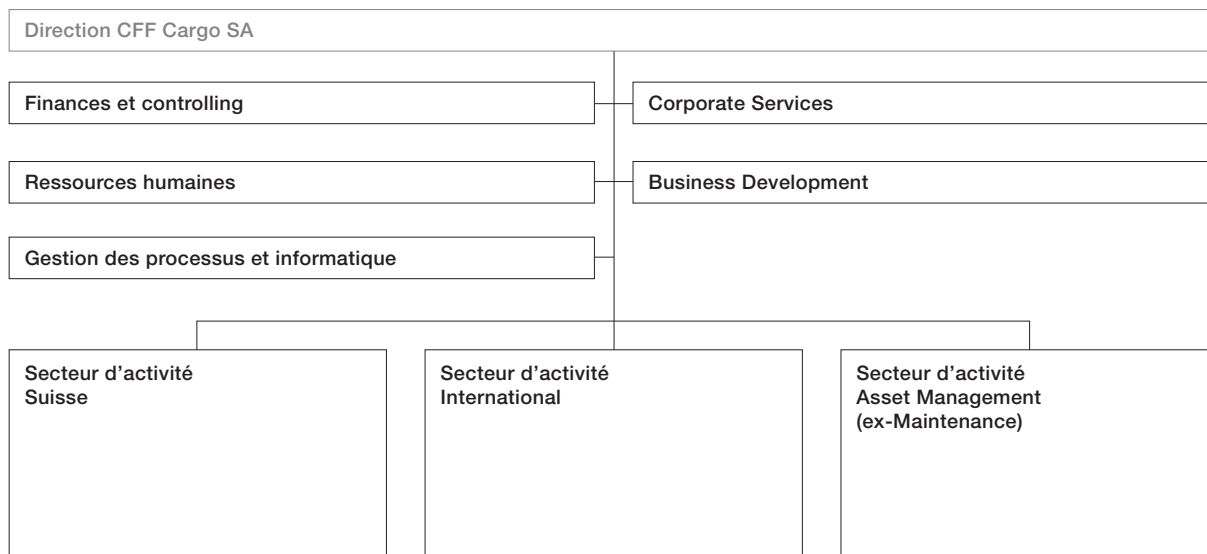 Direction CFF Cargo SA
Finances et controlling
Corporate Services
Ressources humaines
Business Development
Gestion des processus et informatique
Secteur d’activité
Suisse
Secteur d’activité
International
Secteur d’activité
Asset Management
(ex-Maintenance)